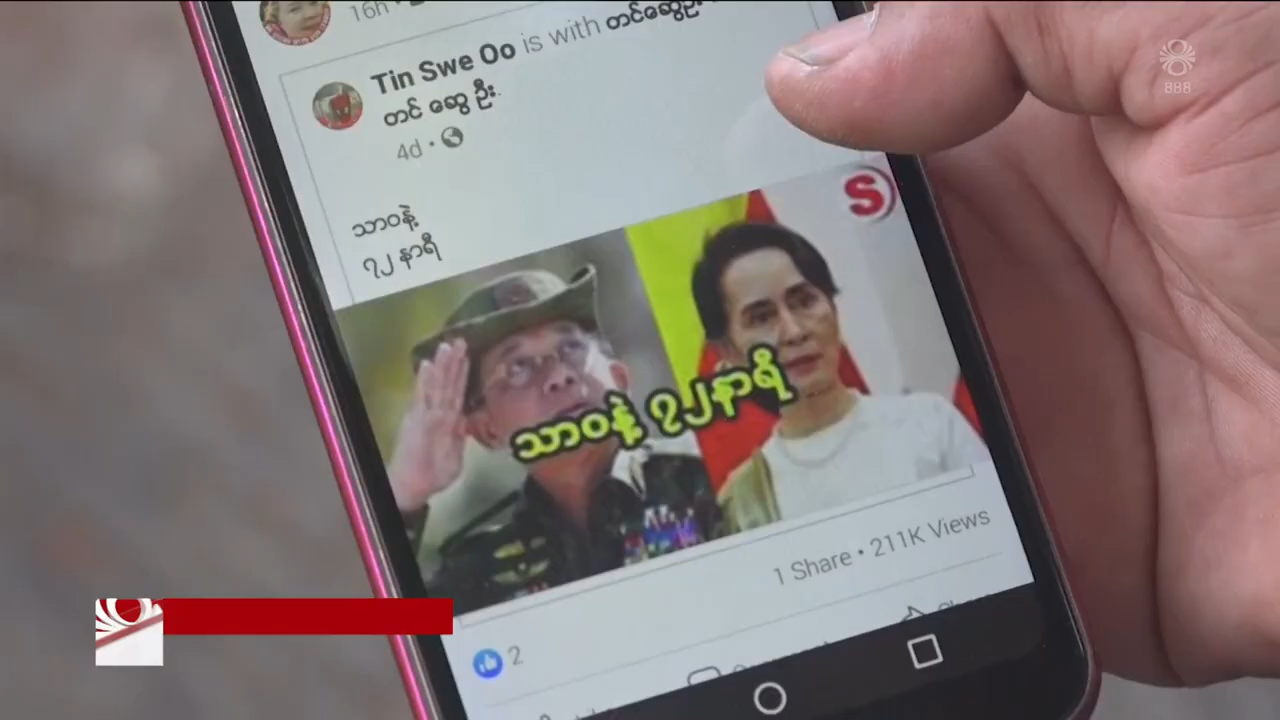 16h
888
Tin Swe Oo is with တင်ဆွေဦး
တင် ဆွေ ဦး.
4d
သာဝနဲ့
၇၂ နာရီ
S
သာဝနဲ့ ၇၂နာရီ
1 Share • 211K Views
2